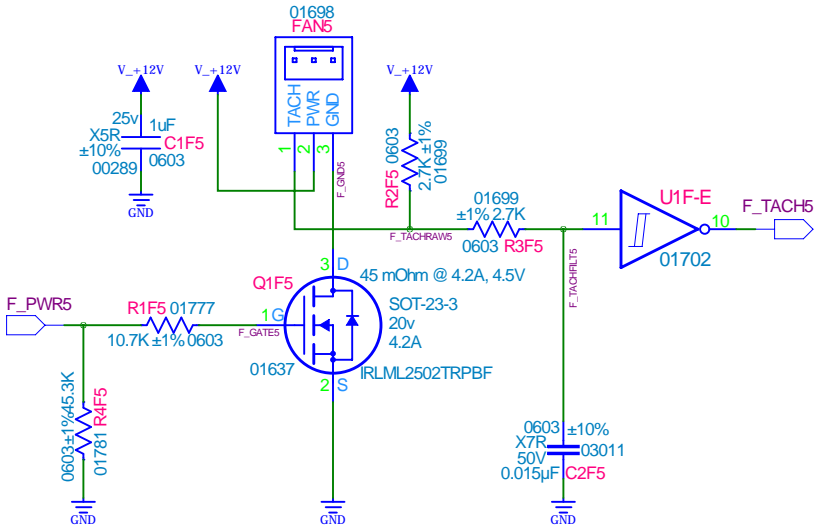 01698
FAN5
V_+12V
V_+12V
V_+12V
TACH
PWR
GND
1
2
3
25v
1uF
X5R
C1F5
±10%
0603
00289
GND
F_GND5
R2F5
0603
2.7K ±1%
01699
01699
±1% 2.7K
0603 R3F5
F_TACHRAW5
F_TACHFILT5
U1F-E
11
10
F_TACH5
01702
3 D
45 mOhm @ 4.2A, 4.5V
Q1F5
SOT-23-3
20v
4.2A
F_PWR5
R1F5 01777
10.7K ±1% 0603
1 G
F_GATE5
01637
2 S
IRLML2502TRPBF
0603±1%45.3K
01781 R4F5
0603 ±10%
X7R
03011
50V
0.015µF C2F5
GND
GND
GND